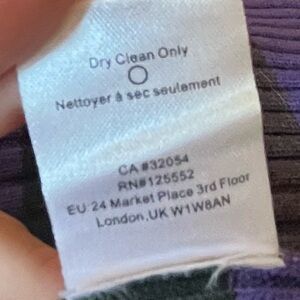 Dry Clean Only
Nettoyer à sec seulement
CA #32054
RN#125552
EU: 24 Market Place 3rd Floor
London, UK W1W8AN